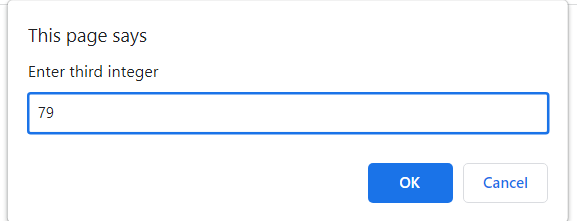 This page says
Enter third integer
79
OK
Cancel